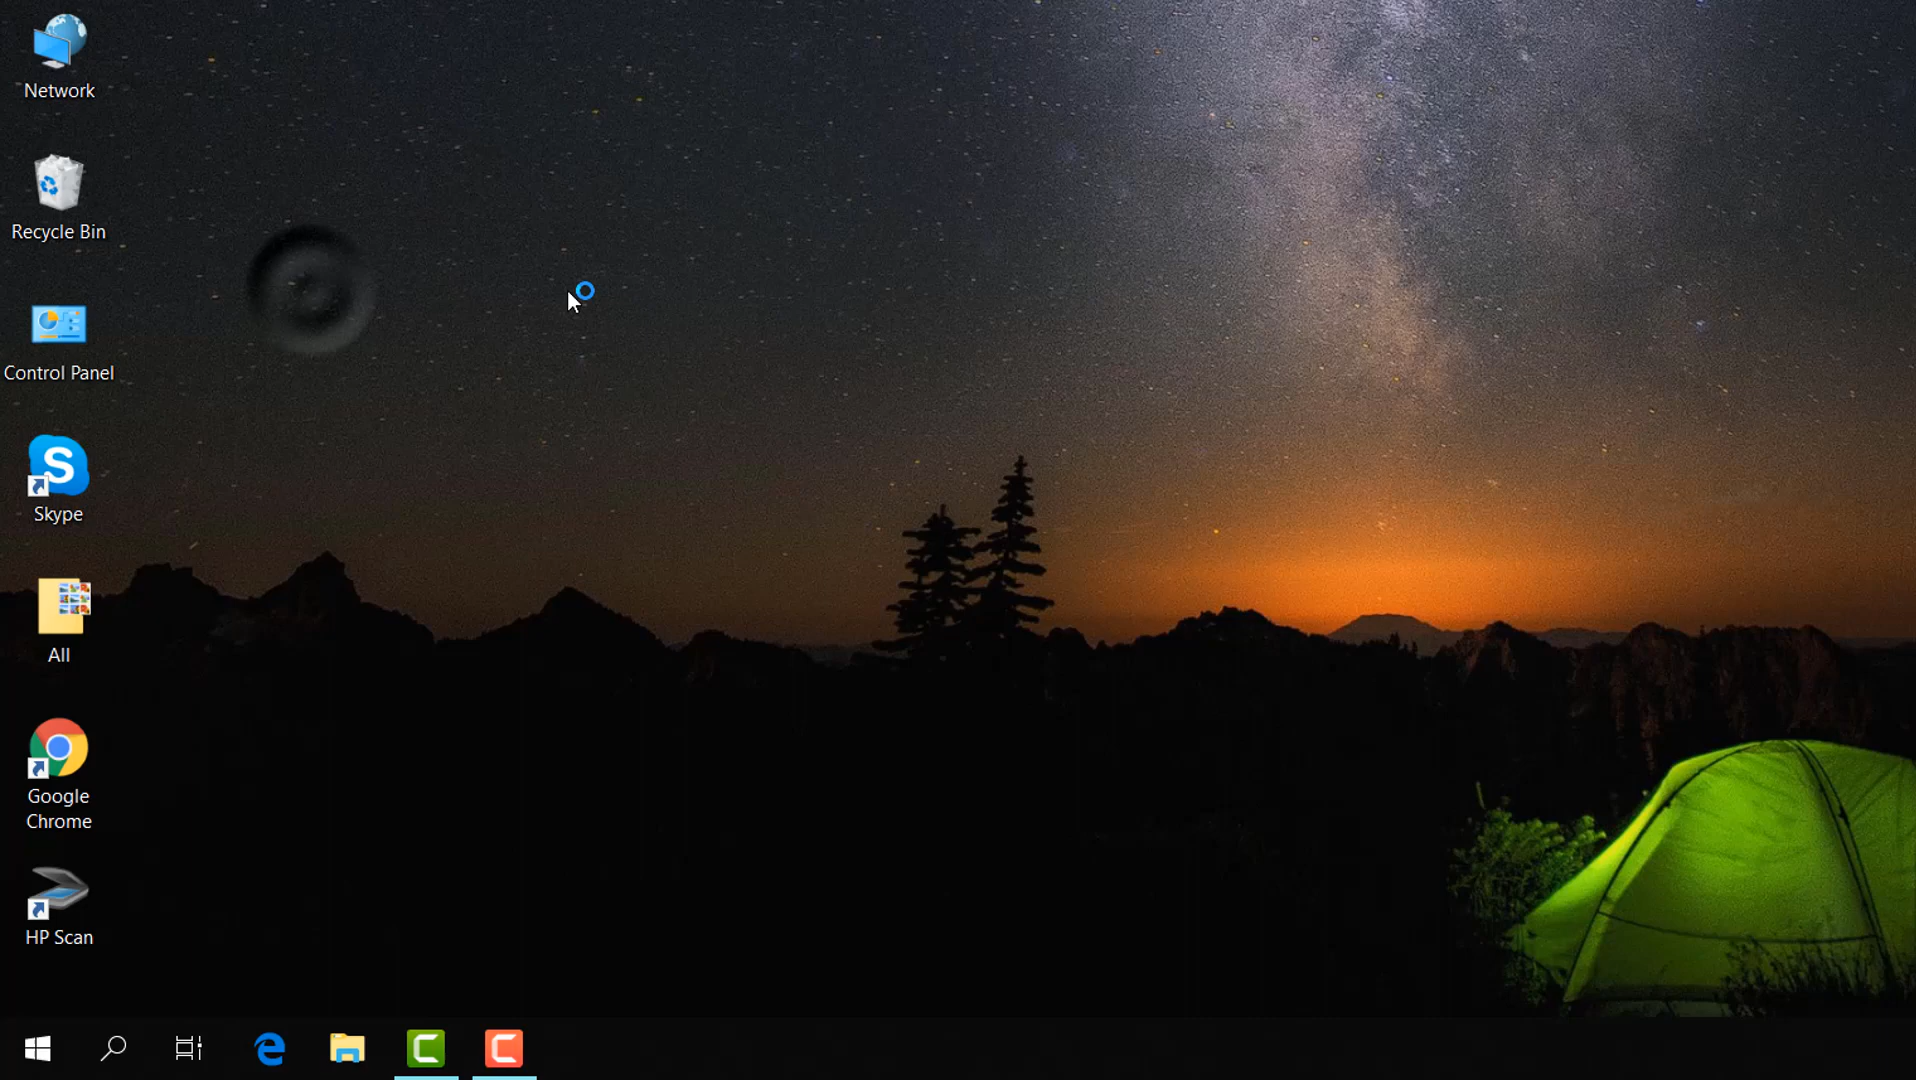 Network
Recycle Bin
Control Panel
Skype
All
Google
Chrome
HP Scan